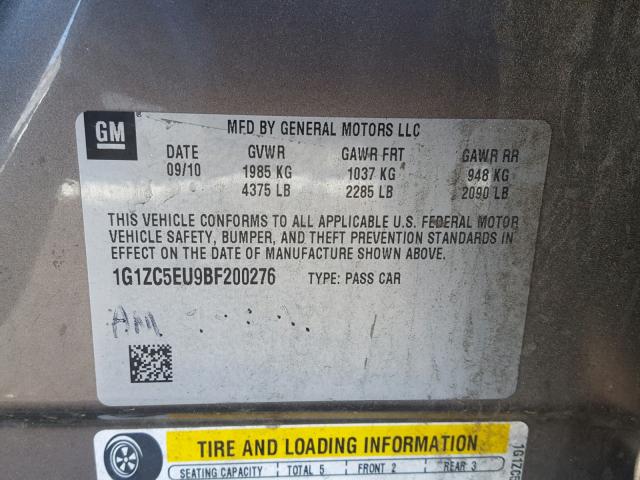 GM
MFD BY GENERAL MOTORS LLC
DATE GVWR GAWR FRT GAWR RR
09/10 1985 KG 1037 KG 948 KG
4375 LB 2285 LB 2090 LB
THIS VEHICLE CONFORMS TO ALL APPLICABLE U.S. FEDERAL MOTOR
VEHICLE SAFETY, BUMPER, AND THEFT PREVENTION STANDARDS IN
EFFECT ON THE DATE OF MANUFACTURE SHOWN ABOVE.
1G1ZC5EU9BF200276 TYPE: PASS CAR
AM
TIRE AND LOADING INFORMATION
SEATING CAPACITY TOTAL 5 FRONT 2 REAR 3
1G1ZC5